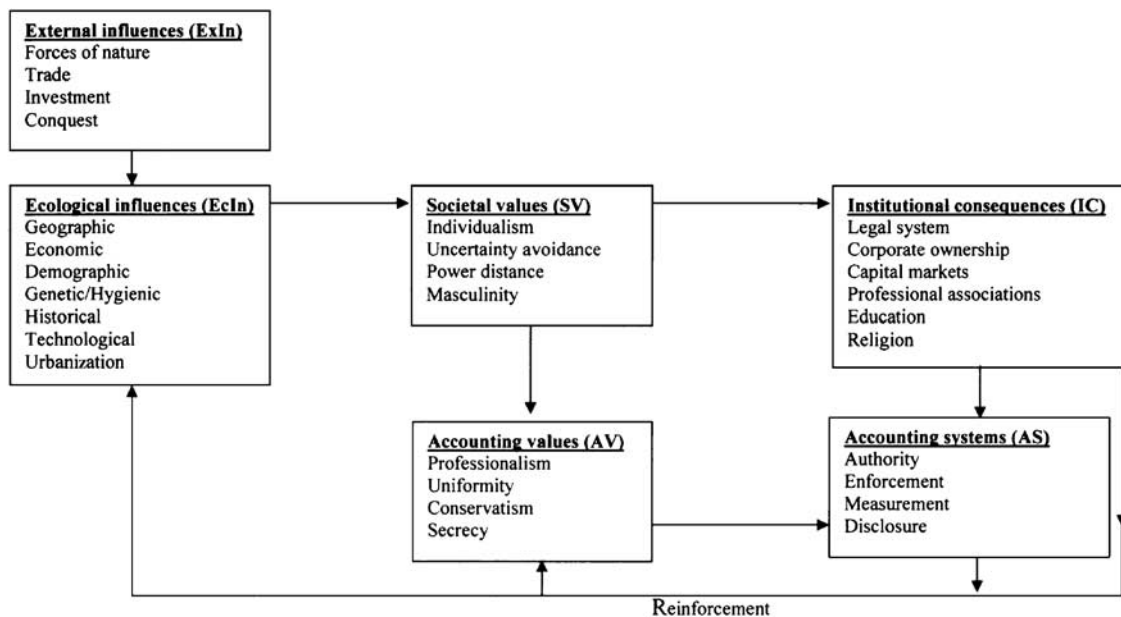 External influences (ExIn)
Forces of nature
Trade
Investment
Conquest
Ecological influences (EcIn)
Geographic
Economic
Demographic
Genetic/Hygienic
Historical
Technological
Urbanization
Societal values (SV)
Individualism
Uncertainty avoidance
Power distance
Masculinity
Institutional consequences (IC)
Legal system
Corporate ownership
Capital markets
Professional associations
Education
Religion
Accounting values (AV)
Professionalism
Uniformity
Conservatism
Secrecy
Accounting systems (AS)
Authority
Enforcement
Measurement
Disclosure
Reinforcement